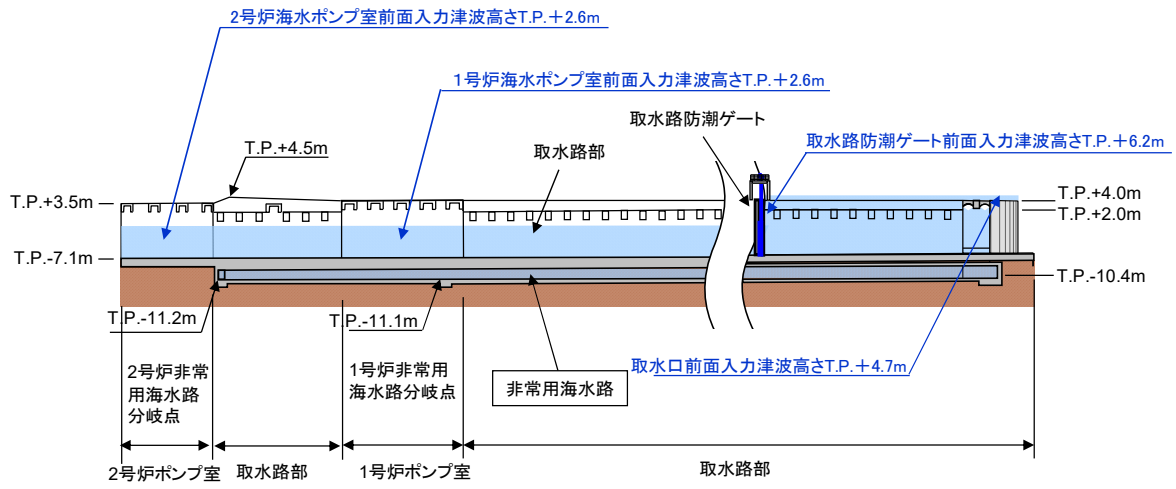 2号炉海水ポンプ室前面入力津波高さT.P.+2.6m
1号炉海水ポンプ室前面入力津波高さT.P.+2.6m
取水路防潮ゲート
取水路防潮ゲート前面入力津波高さT.P.+6.2m
T.P.+4.5m
取水路部
T.P.+3.5m
T.P.+4.0m
T.P.+2.0m
T.P.-7.1m
T.P.-10.4m
T.P.-11.2m
T.P.-11.1m
取水口前面入力津波高さT.P.+4.7m
2号炉非常
用海水路
分岐点
1号炉非常用
海水路分岐点
非常用海水路
2号炉ポンプ室
取水路部
1号炉ポンプ室
取水路部